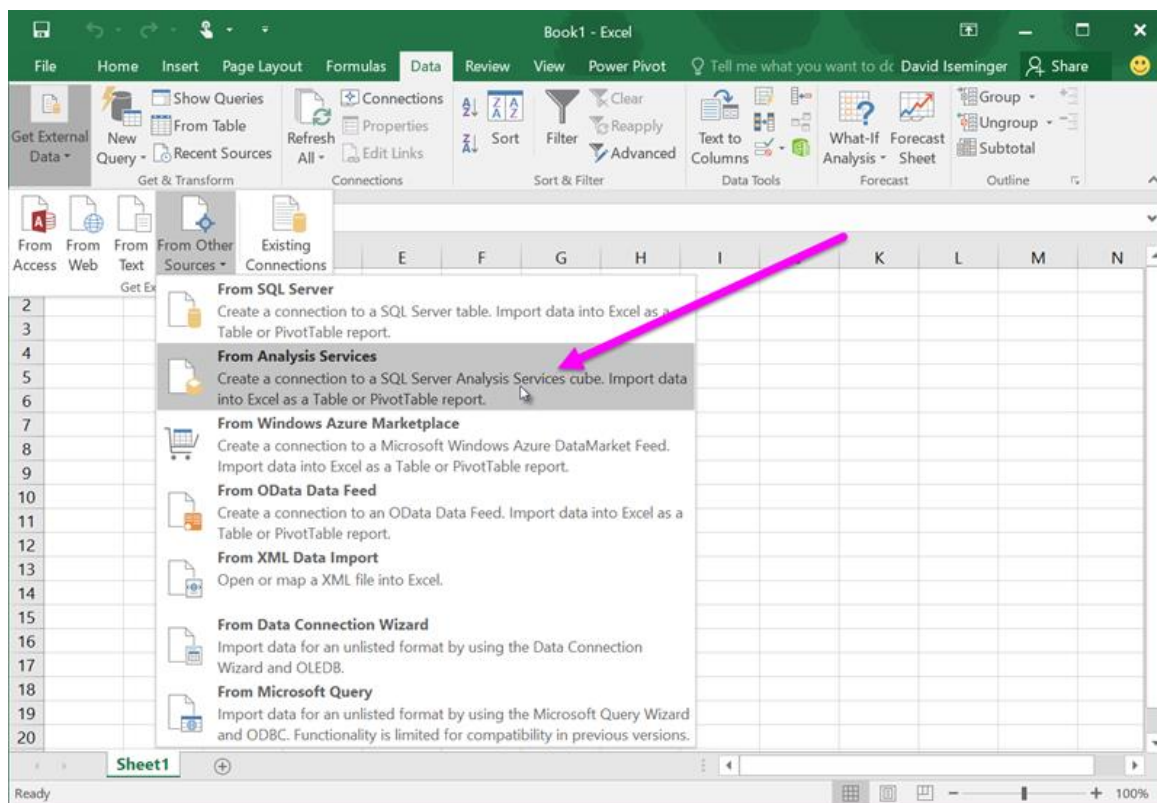 Book1 - Excel
File Home Insert Page Layout Formulas Data Review View Power Pivot Tell me what you want to dc David Iseminger Share
Get External Data
New Query
Show Queries
From Table
Recent Sources
Get & Transform
Refresh All
Connections
Properties
Edit Links
Connections
Sort
Filter
Clear
Reapply
Advanced
Sort & Filter
Text to Columns
Data Tools
What-If Analysis
Forecast Sheet
Forecast
Group
Ungroup
Subtotal
Outline
From Access
From Web
From Text
From Other Sources
Existing Connections
Get Ex
E F G H I K L M N
From SQL Server
Create a connection to a SQL Server table. Import data into Excel as a
Table or PivotTable report.
From Analysis Services
Create a connection to a SQL Server Analysis Services cube. Import data
into Excel as a Table or PivotTable report.
From Windows Azure Marketplace
Create a connection to a Microsoft Windows Azure DataMarket Feed.
Import data into Excel as a Table or PivotTable report.
From OData Data Feed
Create a connection to an OData Data Feed. Import data into Excel as a
Table or PivotTable report.
From XML Data Import
Open or map a XML file into Excel.
From Data Connection Wizard
Import data for an unlisted format by using the Data Connection
Wizard and OLEDB.
From Microsoft Query
Import data for an unlisted format by using the Microsoft Query Wizard
and ODBC. Functionality is limited for compatibility in previous versions.
2
3
4
5
6
7
8
9
10
11
12
13
14
15
16
17
18
19
20
Sheet1
Ready
100%